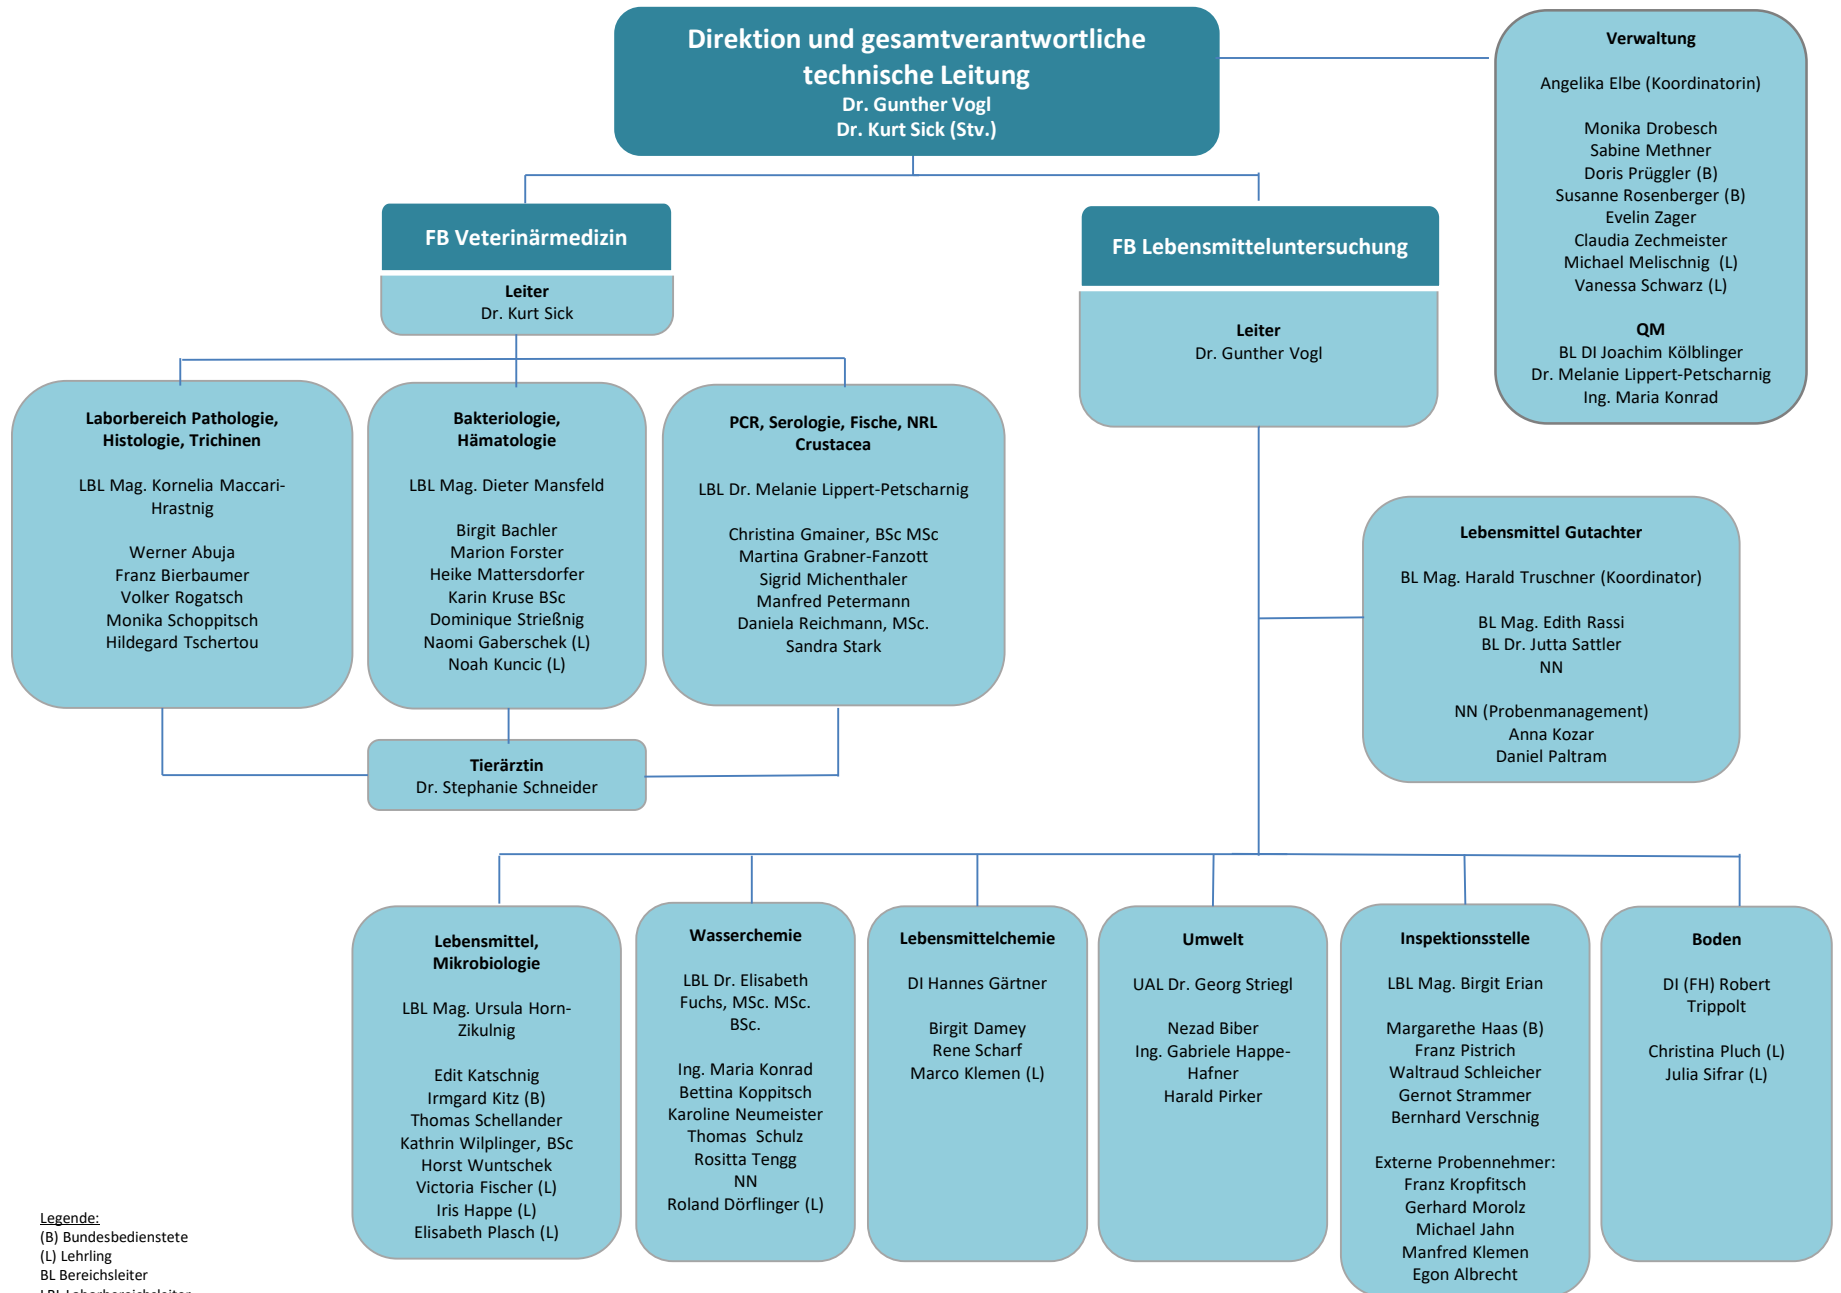 Direktion und gesamtverantwortliche
technische Leitung
Dr. Gunther Vogl
Dr. Kurt Sick (Stv.)
Verwaltung
Angelika Elbe (Koordinatorin)
Monika Drobesch
Sabine Methner
Doris Prüggler (B)
Susanne Rosenberger (B)
Evelin Zager
Claudia Zechmeister
Michael Melischnig (L)
Vanessa Schwarz (L)
QM
BL DI Joachim Kölblinger
Dr. Melanie Lippert-Petscharnig
Ing. Maria Konrad
FB Veterinärmedizin
Leiter
Dr. Kurt Sick
FB Lebensmitteluntersuchung
Leiter
Dr. Gunther Vogl
Laborbereich Pathologie,
Histologie, Trichinen
LBL Mag. Kornelia Maccari-
Hrastnig
Werner Abuja
Franz Bierbaumer
Volker Rogatsch
Monika Schoppitsch
Hildegard Tschertou
Bakteriologie,
Hämatologie
LBL Mag. Dieter Mansfeld
Birgit Bachler
Marion Forster
Heike Mattersdorfer
Karin Kruse BSc
Dominique Strießnig
Naomi Gaberschek (L)
Noah Kuncic (L)
PCR, Serologie, Fische, NRL
Crustacea
LBL Dr. Melanie Lippert-Petscharnig
Christina Gmainer, BSc MSc
Martina Grabner-Fanzott
Sigrid Michenthaler
Manfred Petermann
Daniela Reichmann, MSc.
Sandra Stark
Tierärztin
Dr. Stephanie Schneider
Lebensmittel Gutachter
BL Mag. Harald Truschner (Koordinator)
BL Mag. Edith Rassi
BL Dr. Jutta Sattler
NN
NN (Probenmanagement)
Anna Kozar
Daniel Paltram
Lebensmittel,
Mikrobiologie
LBL Mag. Ursula Horn-
Zikulnig
Edit Katschnig
Irmgard Kitz (B)
Thomas Schellander
Kathrin Wilplinger, BSc
Horst Wuntschek
Victoria Fischer (L)
Iris Happe (L)
Elisabeth Plasch (L)
Wasserchemie
LBL Dr. Elisabeth
Fuchs, MSc. MSc.
BSc.
Ing. Maria Konrad
Bettina Koppitsch
Karoline Neumeister
Thomas Schulz
Rositta Tengg
NN
Roland Dörflinger (L)
Lebensmittelchemie
DI Hannes Gärtner
Birgit Damey
Rene Scharf
Marco Klemen (L)
Umwelt
UAL Dr. Georg Striegl
Nezad Biber
Ing. Gabriele Happe-
Hafner
Harald Pirker
Inspektionsstelle
LBL Mag. Birgit Erian
Margarethe Haas (B)
Franz Pistrich
Waltraud Schleicher
Gernot Strammer
Bernhard Verschnig
Externe Probennehmer:
Franz Kropfitsch
Gerhard Morolz
Michael Jahn
Manfred Klemen
Egon Albrecht
Boden
DI (FH) Robert
Trippolt
Christina Pluch (L)
Julia Sifrar (L)
Legende:
(B) Bundesbedienstete
(L) Lehrling
BL Bereichsleiter
LBL Laborbereichsleiter